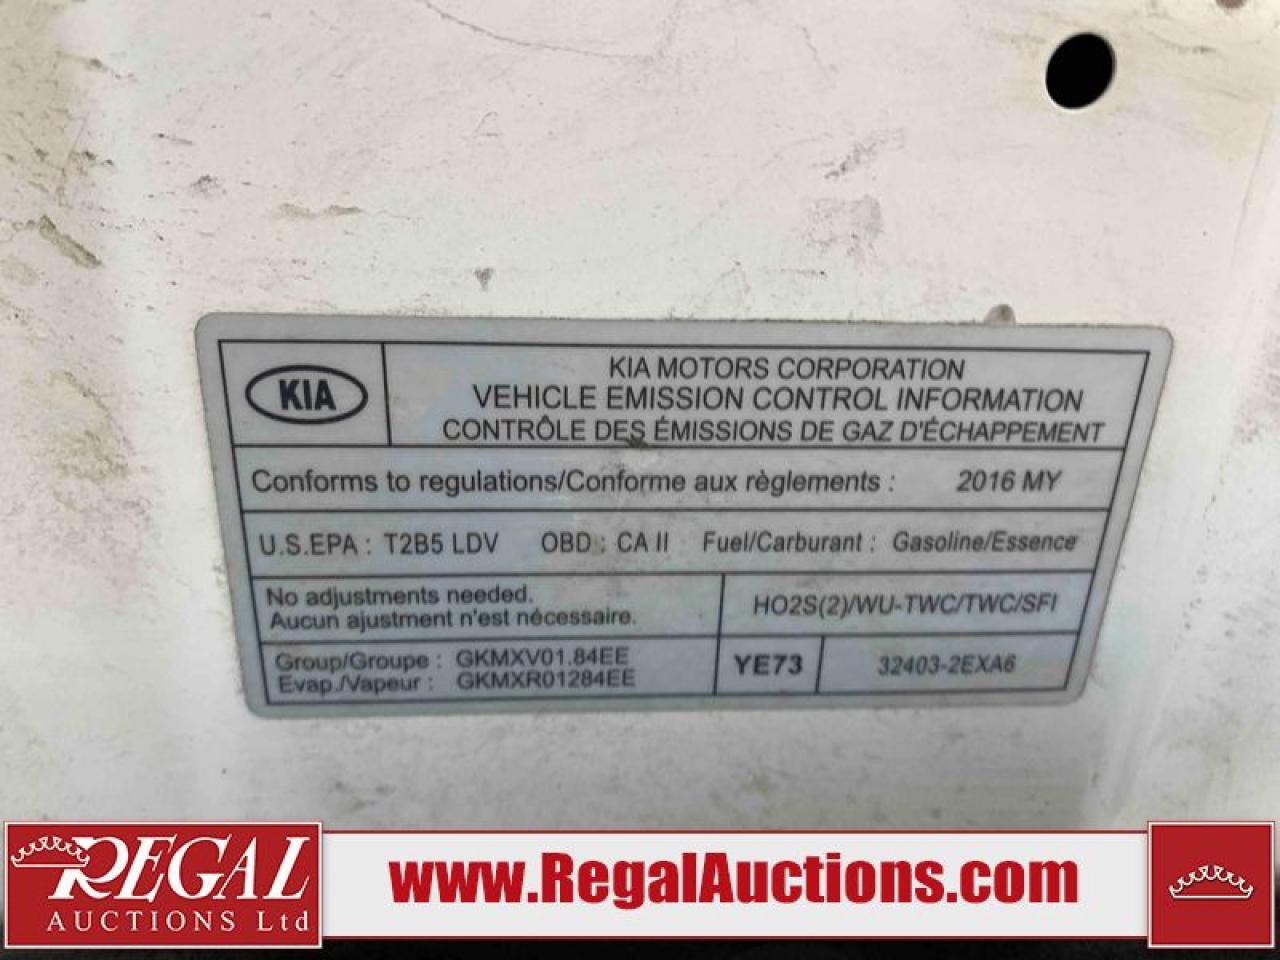 KIA
KIA MOTORS CORPORATION
VEHICLE EMISSION CONTROL INFORMATION
CONTRÔLE DES ÉMISSIONS DE GAZ D'ÉCHAPPEMENT
Conforms to regulations/Conforme aux règlements : 2016 MY
U.S.EPA : T2B5 LDV OBD : CA II Fuel/Carburant : Gasoline/Essence
No adjustments needed.
Aucun ajustment n'est nécessaire.
HO2S(2)/WU-TWC/TWC/SFI
Group/Groupe : GKMXV01.84EE
Evap./Vapeur : GKMXR01284EE
YE73
32403-2EXA6
REGAL
AUCTIONS Ltd
www.RegalAuctions.com